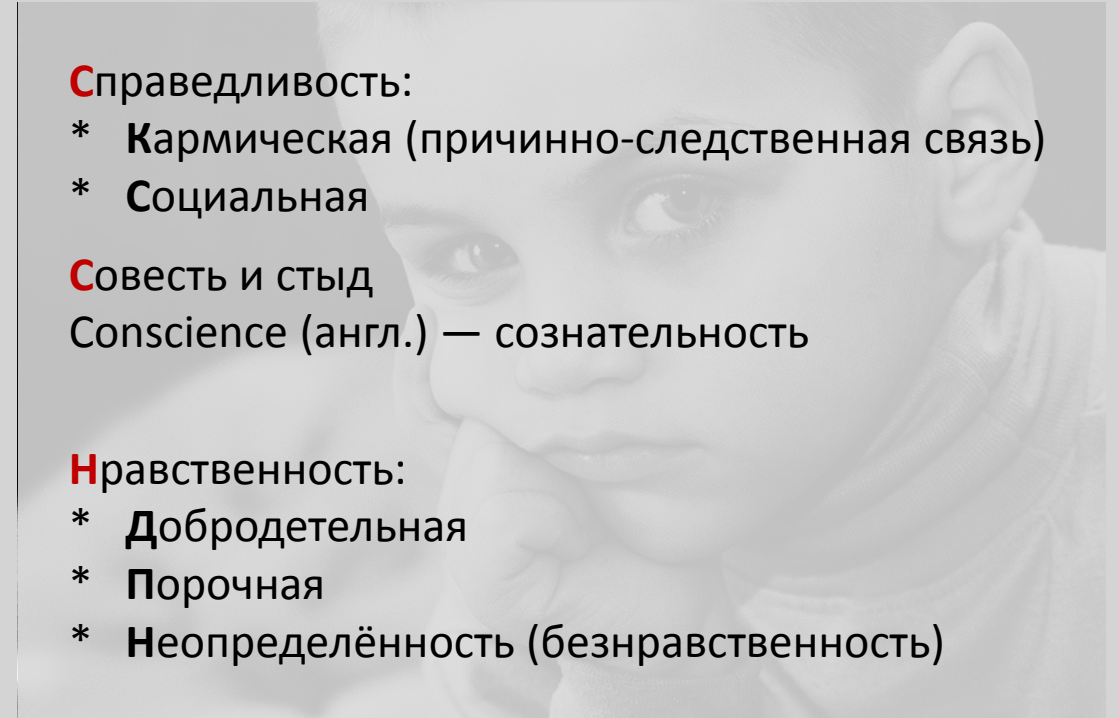 Справедливость:
* Кармическая (причинно-следственная связь)
* Социальная
Совесть и стыд
Conscience (англ.) — сознательность
Нравственность:
* Добродетельная
* Порочная
* Неопределённость (безнравственность)